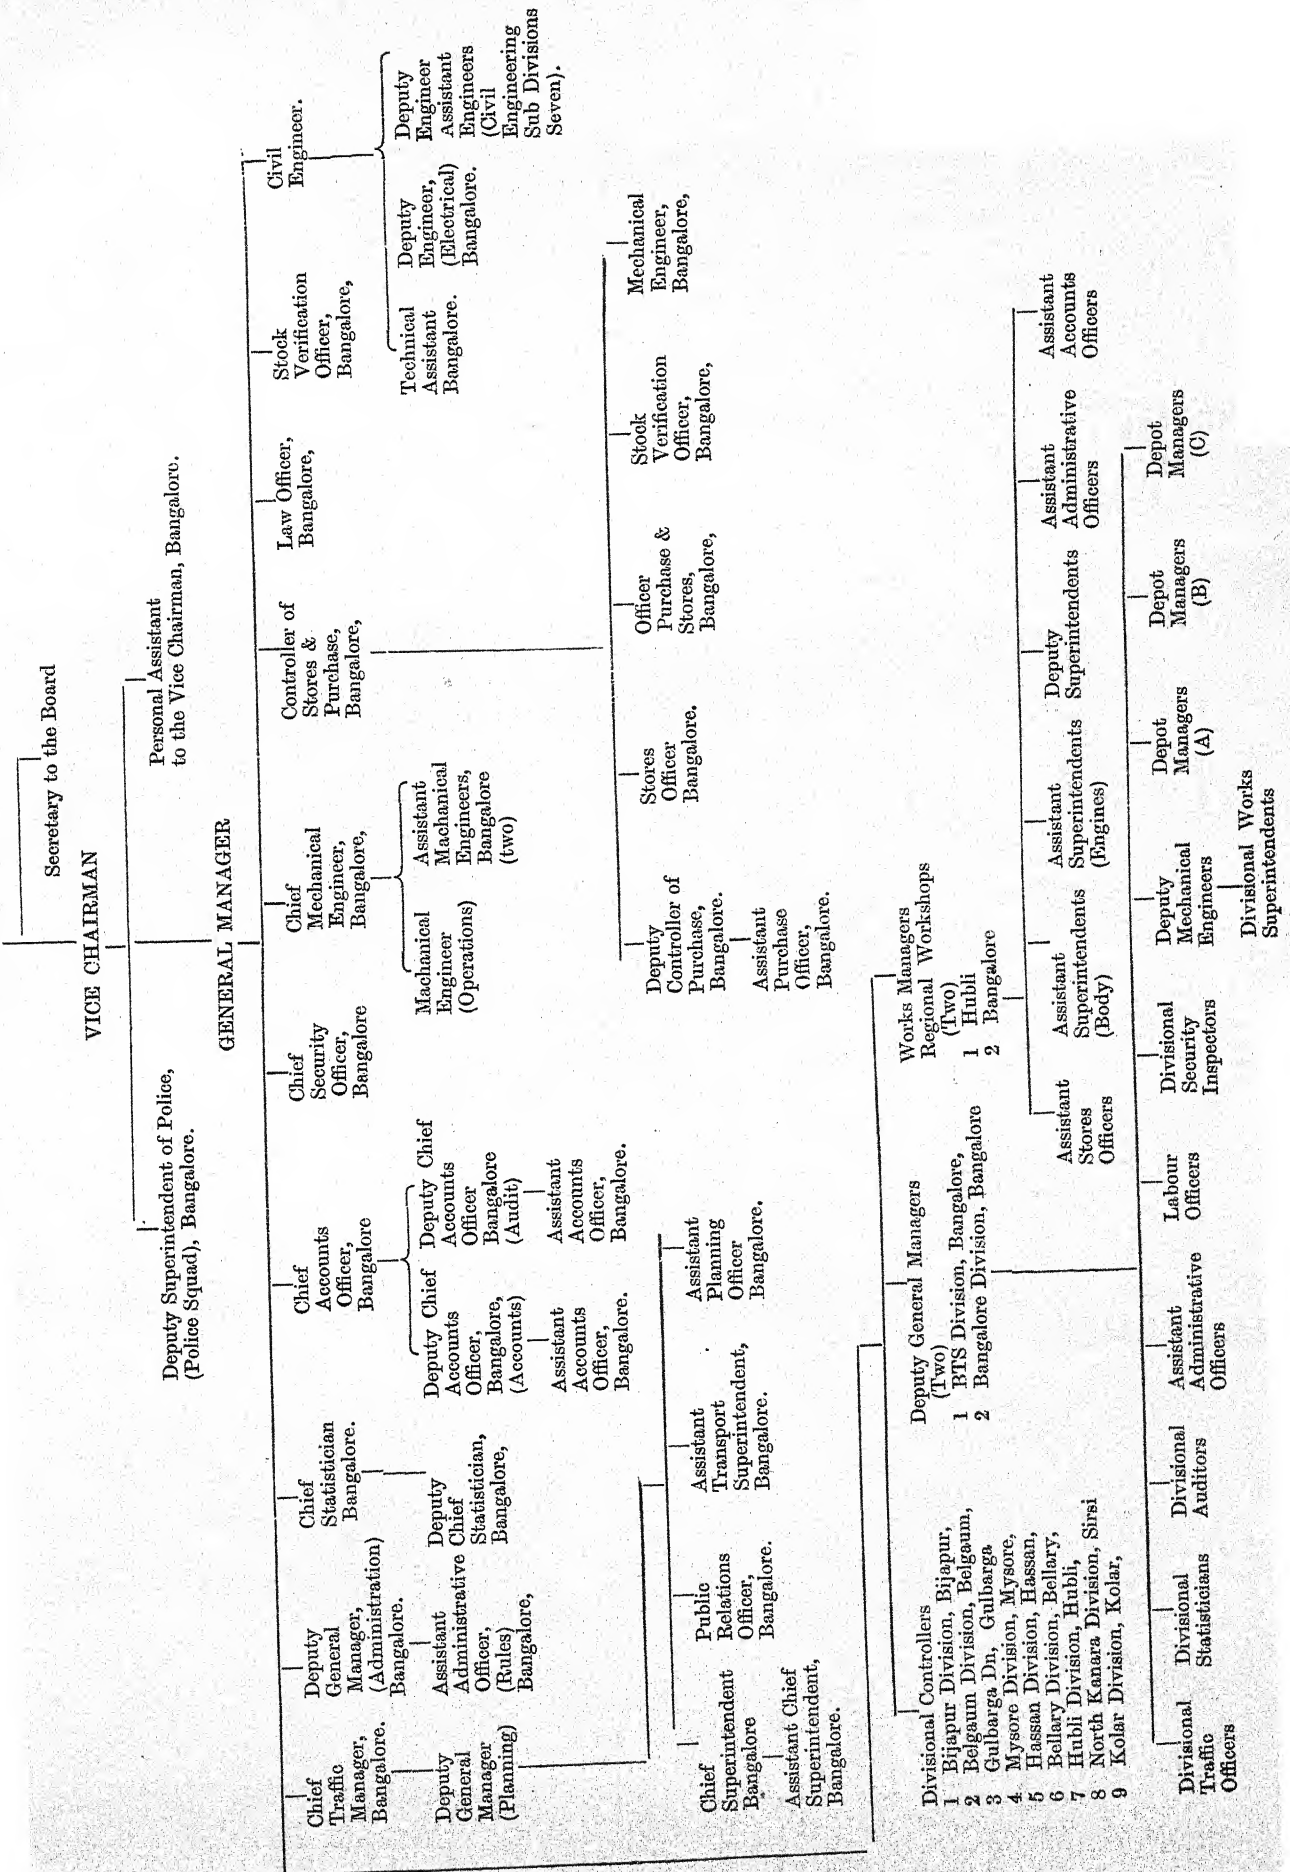 Secretary to the Board
VICE CHAIRMAN
Deputy Superintendent of Police,
(Police Squad), Bangalore.
Personal Assistant
to the Vice Chairman, Bangalore.
GENERAL MANAGER
Chief
Traffic
Manager,
Bangalore.
Deputy
General
Manager,
(Administration)
Bangalore.
Chief
Statistician
Bangalore.
Chief
Accounts
Officer,
Bangalore
Chief
Security
Officer,
Bangalore
Chief
Mechanical
Engineer,
Bangalore,
Controller of
Stores &
Purchase,
Bangalore,
Law Officer,
Bangalore,
Stock
Verification
Officer,
Bangalore,
Civil
Engineer.
Deputy
General
Manager
(Planning)
Assistant
Administrative
Officer,
(Rules)
Bangalore,
Deputy
Chief
Statistician,
Bangalore,
Deputy Chief
Accounts
Officer,
Bangalore,
(Accounts)
Assistant
Accounts
Officer,
Bangalore.
Deputy Chief
Accounts
Officer
Bangalore
(Audit)
Assistant
Accounts
Officer,
Bangalore.
Machanical
Engineer
(Operations)
Assistant
Machanical
Engineers,
Bangalore
(two)
Technical
Assistant
Bangalore.
Deputy
Engineer,
(Electrical)
Bangalore.
Deputy
Engineer
Assistant
Engineers
(Civil
Engineering
Sub Divisions
Seven).
Chief
Superintendent
Bangalore
Assistant Chief
Superintendent,
Bangalore.
Public
Relations
Officer,
Bangalore.
Assistant
Transport
Superintendent,
Bangalore.
Assistant
Planning
Officer
Bangalore.
Deputy
Controller of
Purchase,
Bangalore.
Assistant
Purchase
Officer,
Bangalore.
Stores
Officer
Bangalore.
Officer
Purchase &
Stores,
Bangalore,
Stock
Verification
Officer,
Bangalore,
Mechanical
Engineer,
Bangalore,
Divisional Controllers
1 Bijapur Division, Bijapur,
2 Belgaum Division, Belgaum,
3 Gulbarga Dn, Gulbarga
4 Mysore Division, Mysore,
5 Hassan Division, Hassan,
6 Bellary Division, Bellary,
7 Hubli Division, Hubli,
8 North Kanara Division, Sirsi
9 Kolar Division, Kolar,
Deputy General Managers
(Two)
1 BTS Division, Bangalore,
2 Bangalore Division, Bangalore
Works Managers
Regional Workshops
(Two)
1 Hubli
2 Bangalore
Assistant
Stores
Officers
Assistant
Superintendents
(Body)
Assistant
Superintendents
(Engines)
Deputy
Superintendents
Assistant
Administrative
Officers
Assistant
Accounts
Officers
Divisional
Traffic
Officers
Divisional
Statisticians
Divisional
Auditors
Assistant
Administrative
Officers
Labour
Officers
Divisional
Security
Inspectors
Deputy
Mechanical
Engineers
Divisional Works
Superintendents
Depot
Managers
(A)
Depot
Managers
(B)
Depot
Managers
(C)